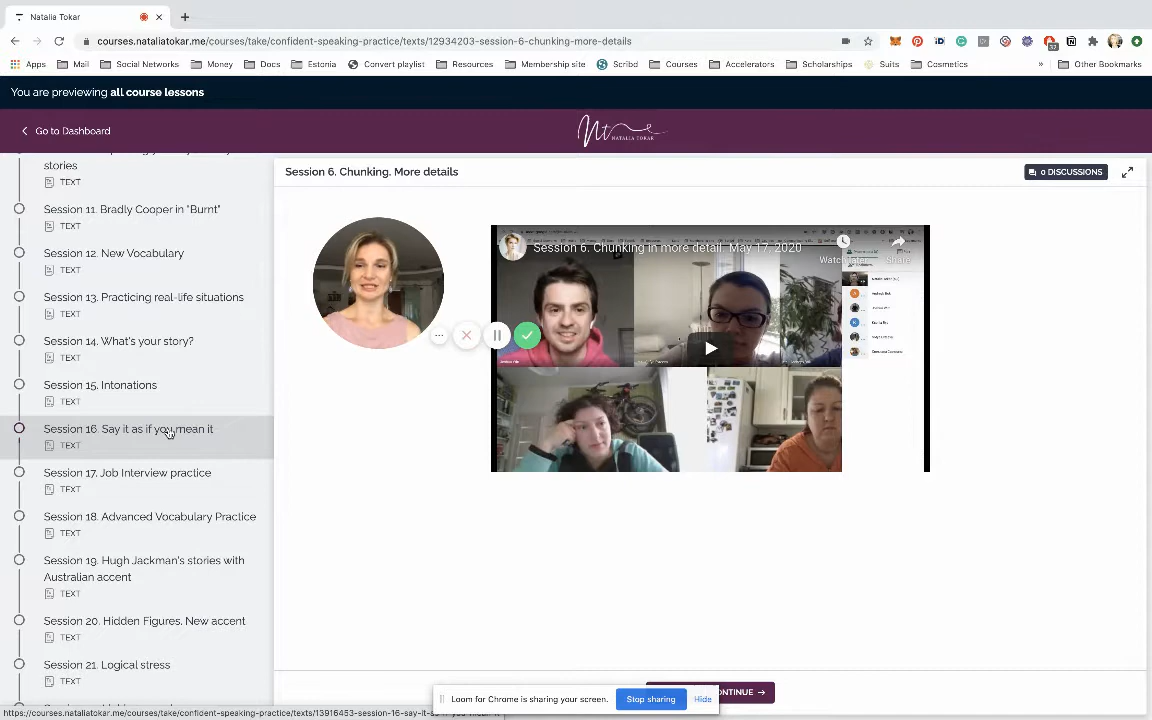 Natalia Tokar
courses.nataliatokar.me/courses/take/confident-speaking-practice/texts/12934203-session-6-chunking-more-details
Apps Mail Social Networks Money Docs Estonia Convert playlist Resources Membership site Scribd Courses Accelerators Scholarships Suits Cosmetics » Other Bookmarks
You are previewing all course lessons
Go to Dashboard
NATALIA TOKAR
stories
TEXT
Session 11. Bradly Cooper in "Burnt"
TEXT
Session 12. New Vocabulary
TEXT
Session 13. Practicing real-life situations
TEXT
Session 14. What's your story?
TEXT
Session 15. Intonations
TEXT
Session 16. Say it as if you mean it
TEXT
Session 17. Job Interview practice
TEXT
Session 18. Advanced Vocabulary Practice
TEXT
Session 19. Hugh Jackman's stories with
Australian accent
TEXT
Session 20. Hidden Figures. New accent
TEXT
Session 21. Logical stress
TEXT
Session 6. Chunking. More details
0 DISCUSSIONS
Session 6. Chunking in more detail. May 17, 2020
Watch later
Share
CONTINUE →
Loom for Chrome is sharing your screen. Stop sharing Hide